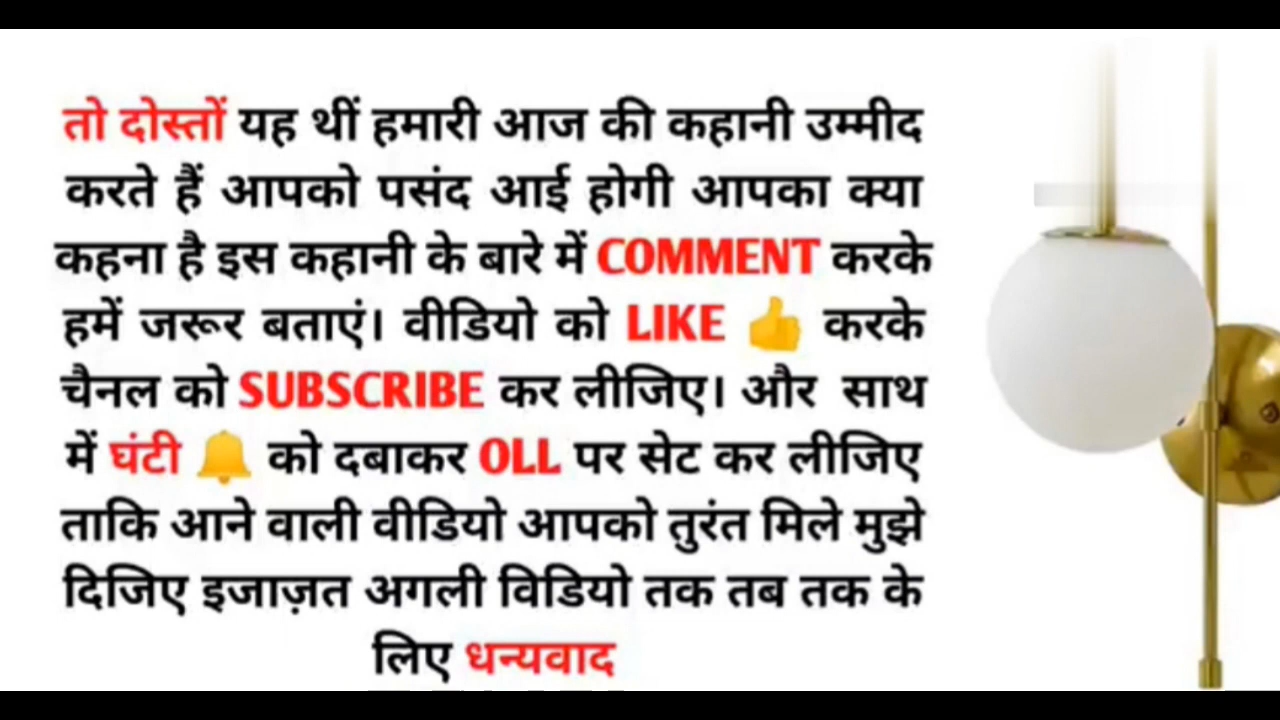 तो दोस्तों यह थीं हमारी आज की कहानी उम्मीद
करते हैं आपको पसंद आई होगी आपका क्या
कहना है इस कहानी के बारे में COMMENT करके
हमें जरूर बताएं। वीडियो को LIKE 👍 करके
चैनल को SUBSCRIBE कर लीजिए। और साथ
में घंटी 🔔 को दबाकर OLL पर सेट कर लीजिए
ताकि आने वाली वीडियो आपको तुरंत मिले मुझे
दिजिए इजाज़त अगली विडियो तक तब तक के
लिए धन्यवाद